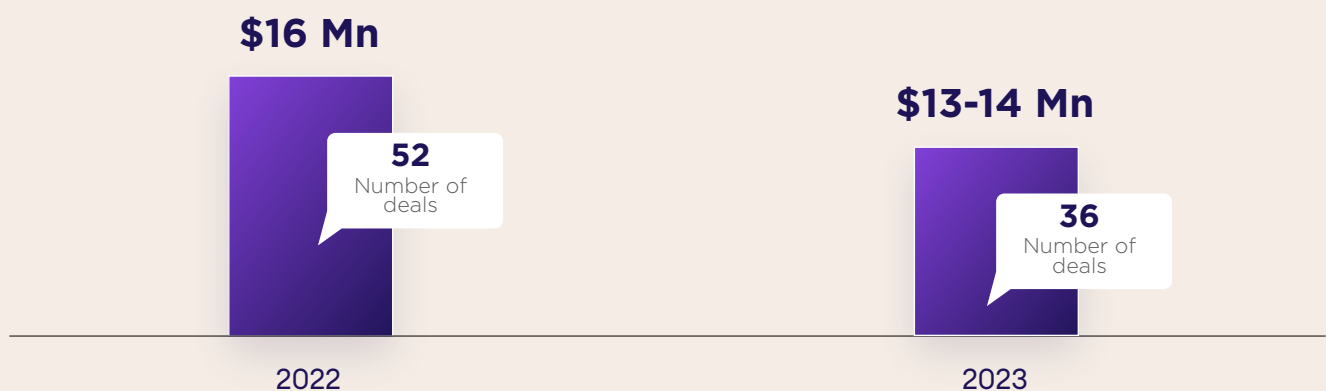 $16 Mn
52
Number of
deals
2022
$13-14 Mn
36
Number of
deals
2023